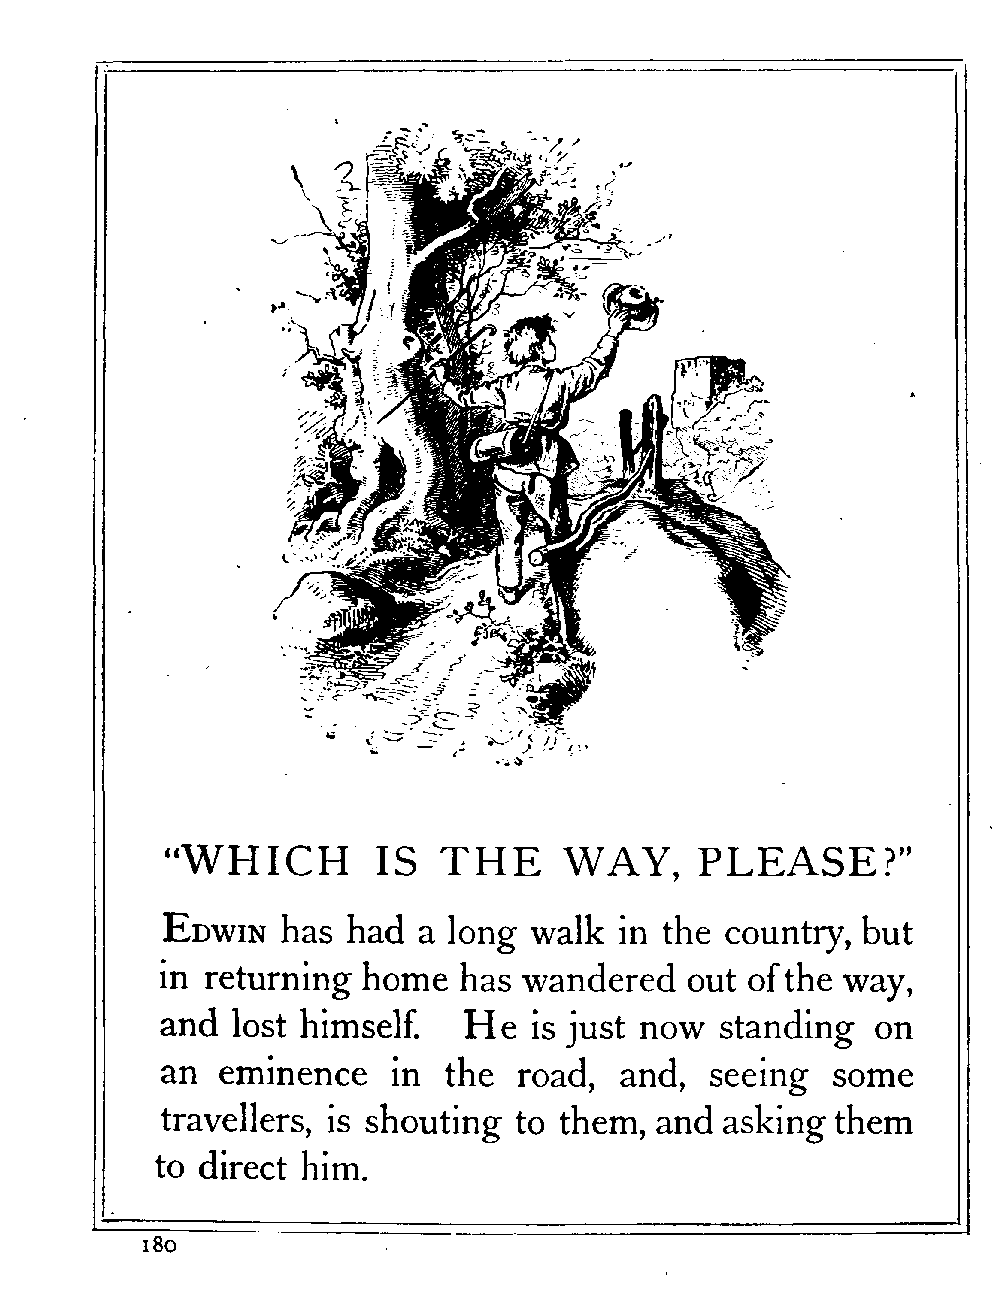 “WHICH IS THE WAY, PLEASE?”
EDWIN has had a long walk in the country, but
in returning home has wandered out of the way,
and lost himself. He is just now standing on
an eminence in the road, and, seeing some
travellers, is shouting to them, and asking them
to direct him.
180